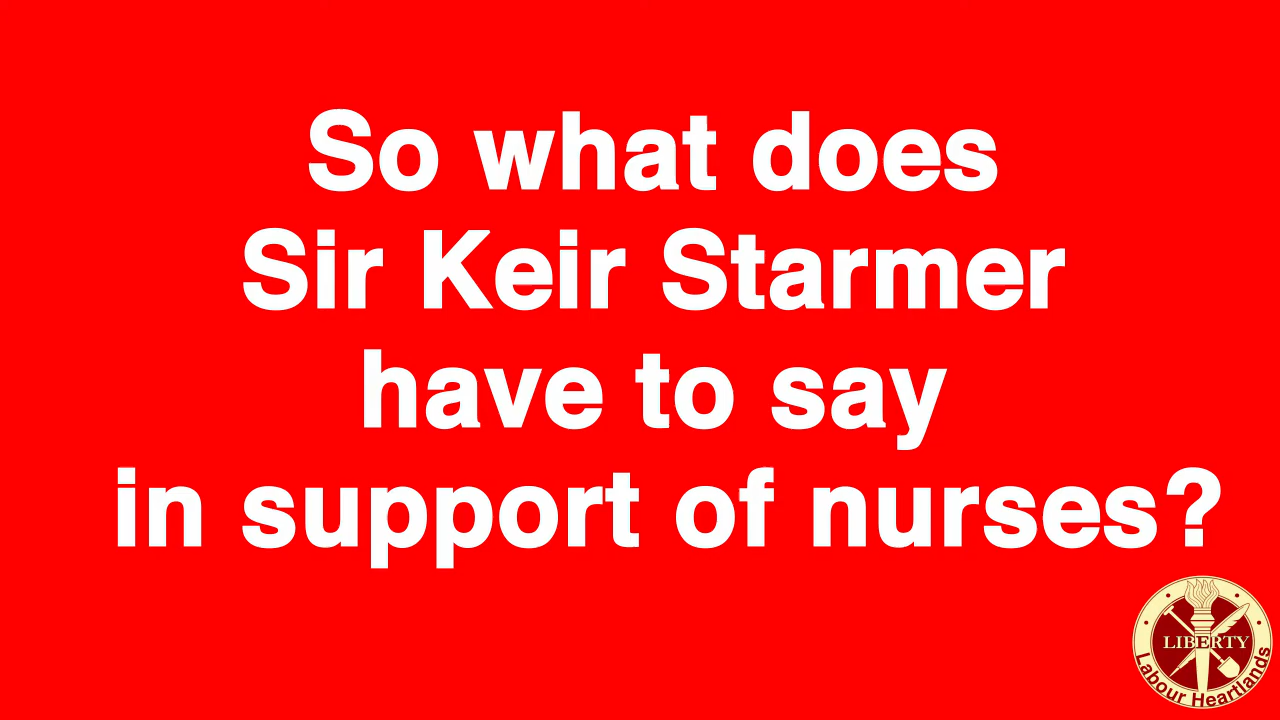 So what does
Sir Keir Starmer
have to say
in support of nurses?
LIBERTY
Labour Heartlands